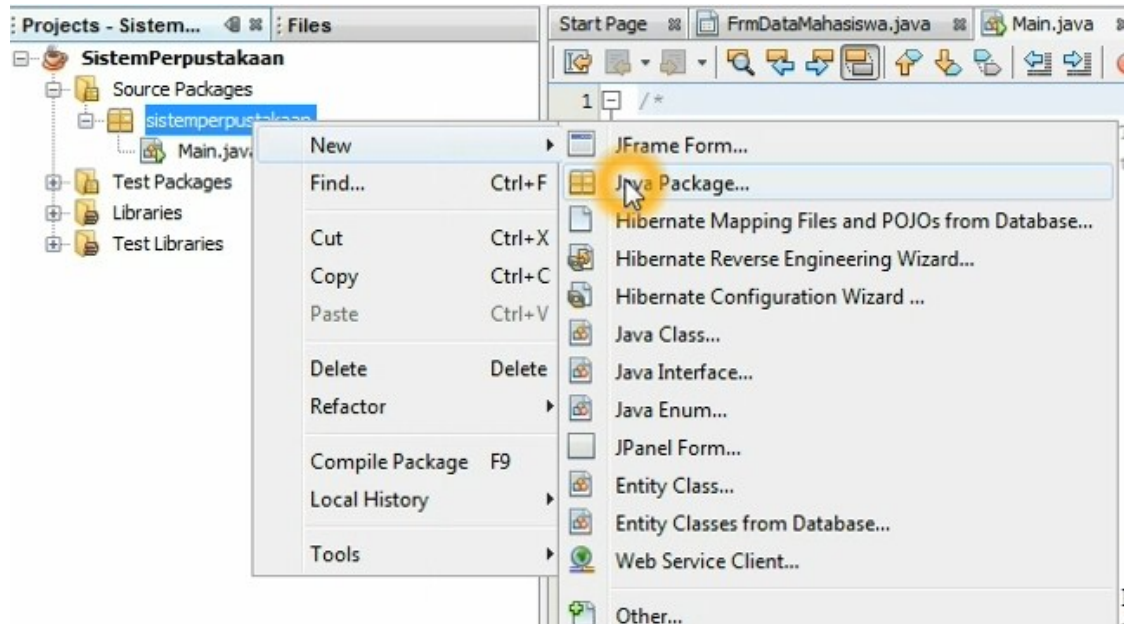 Projects - Sistem...
Files
Start Page
FrmDataMahasiswa.java
Main.java
SistemPerpustakaan
Source Packages
sistemperpustakaan
Main.java
Test Packages
Libraries
Test Libraries
1 /*
New
Find... Ctrl+F
Cut Ctrl+X
Copy Ctrl+C
Paste Ctrl+V
Delete Delete
Refactor
Compile Package F9
Local History
Tools
JFrame Form...
Java Package...
Hibernate Mapping Files and POJOs from Database...
Hibernate Reverse Engineering Wizard...
Hibernate Configuration Wizard ...
Java Class...
Java Interface...
Java Enum...
JPanel Form...
Entity Class...
Entity Classes from Database...
Web Service Client...
Other...